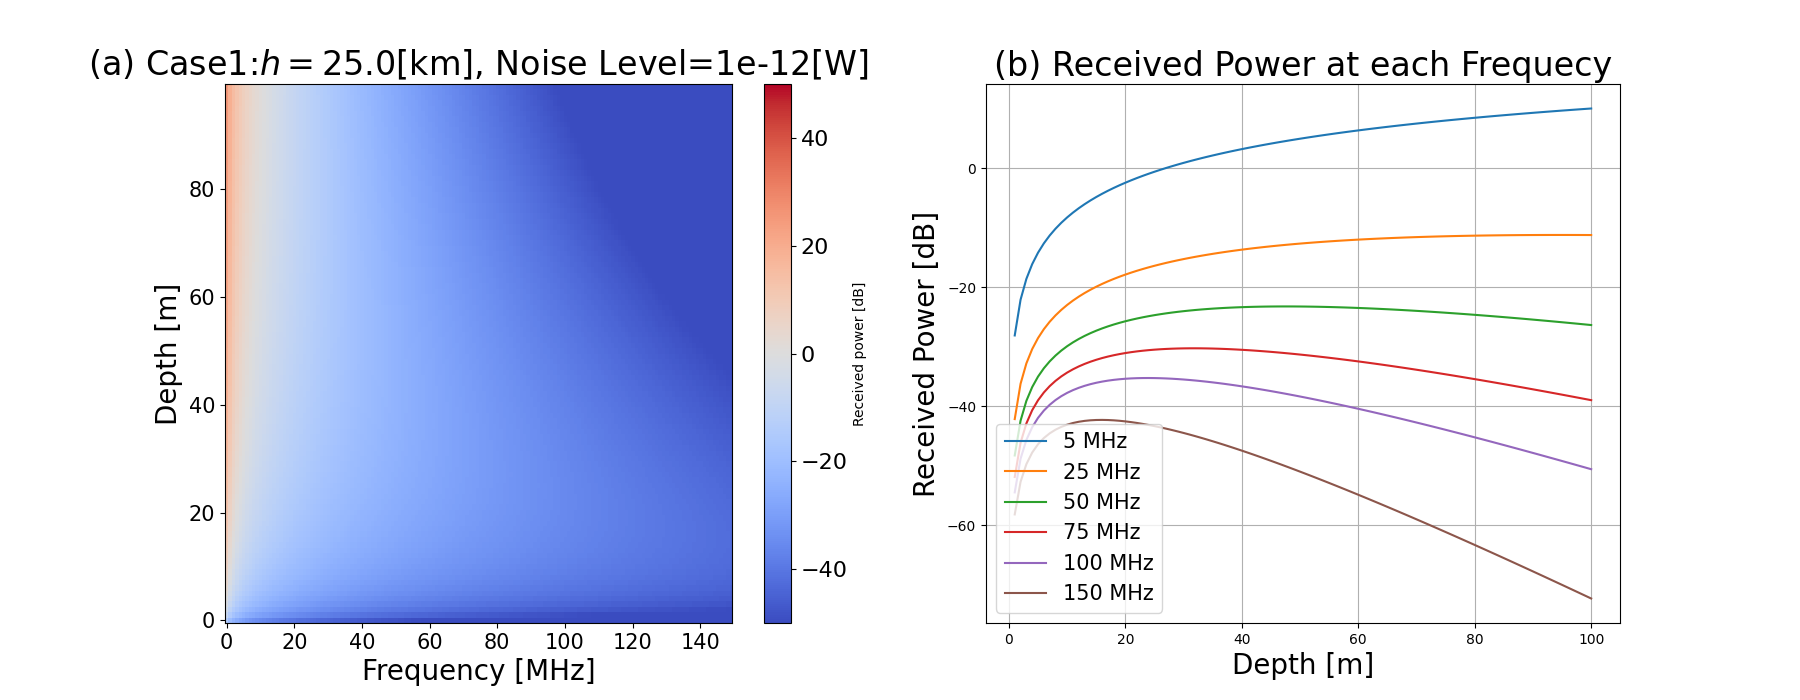 (a) Case1:h = 25.0[km], Noise Level=1e-12[W]
Depth [m]
80
60
40
20
0
0 20 40 60 80 100 120 140
Frequency [MHz]
40
20
0
−20
−40
Received power [dB]
(b) Received Power at each Frequecy
Received Power [dB]
0
−20
−40
−60
5 MHz
25 MHz
50 MHz
75 MHz
100 MHz
150 MHz
0 20 40 60 80 100
Depth [m]